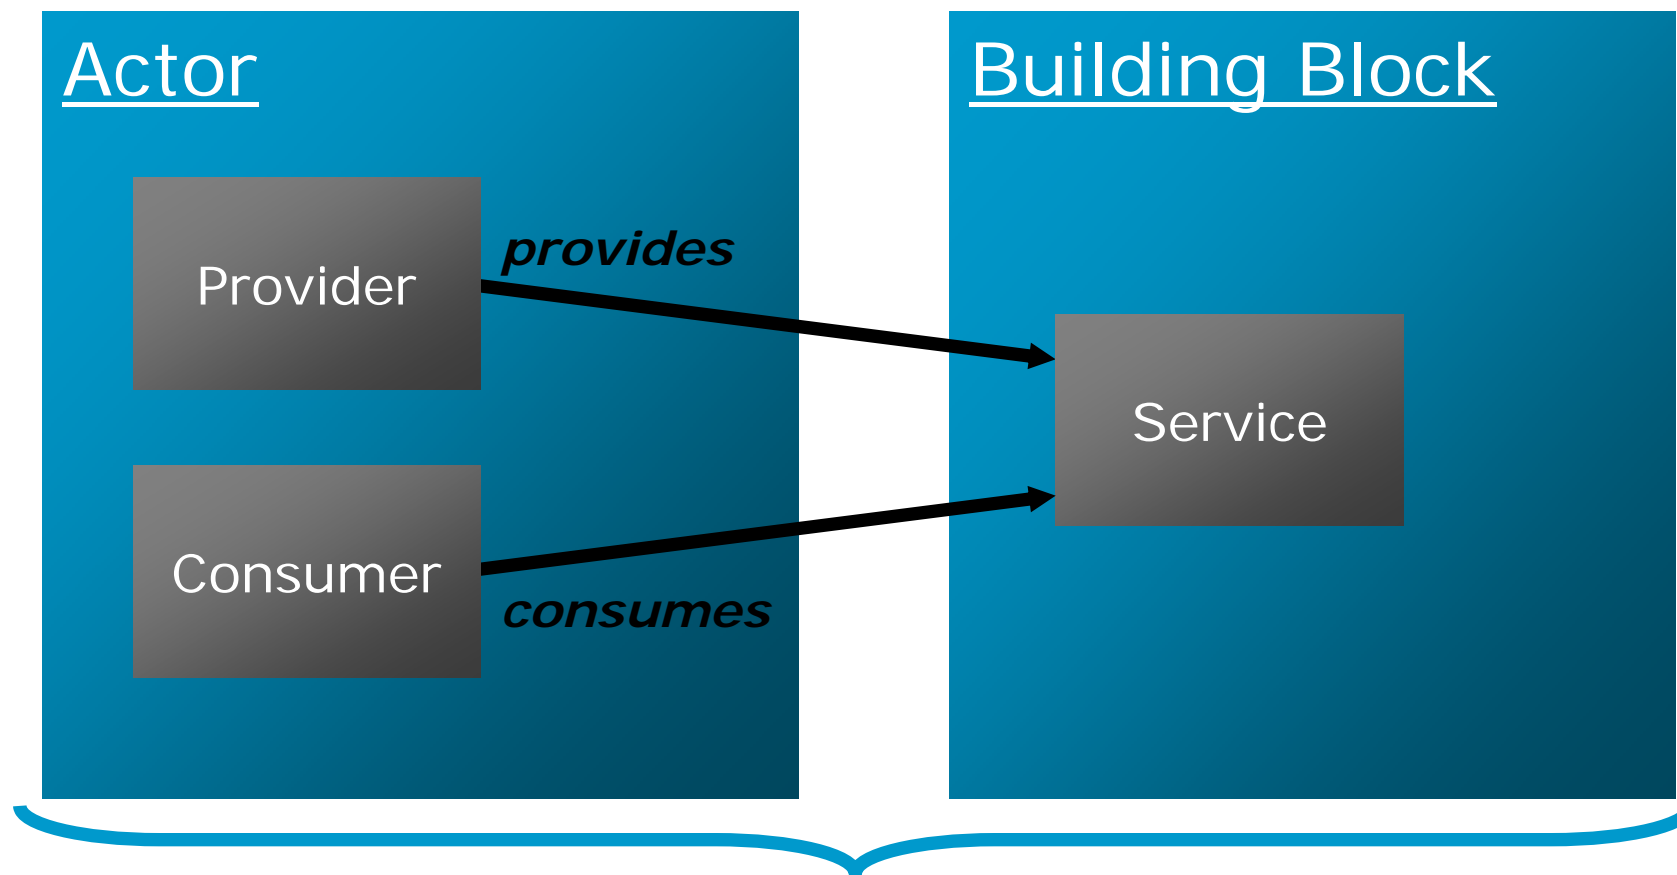 Actor
Building Block
provides
Provider
Service
Consumer
consumes